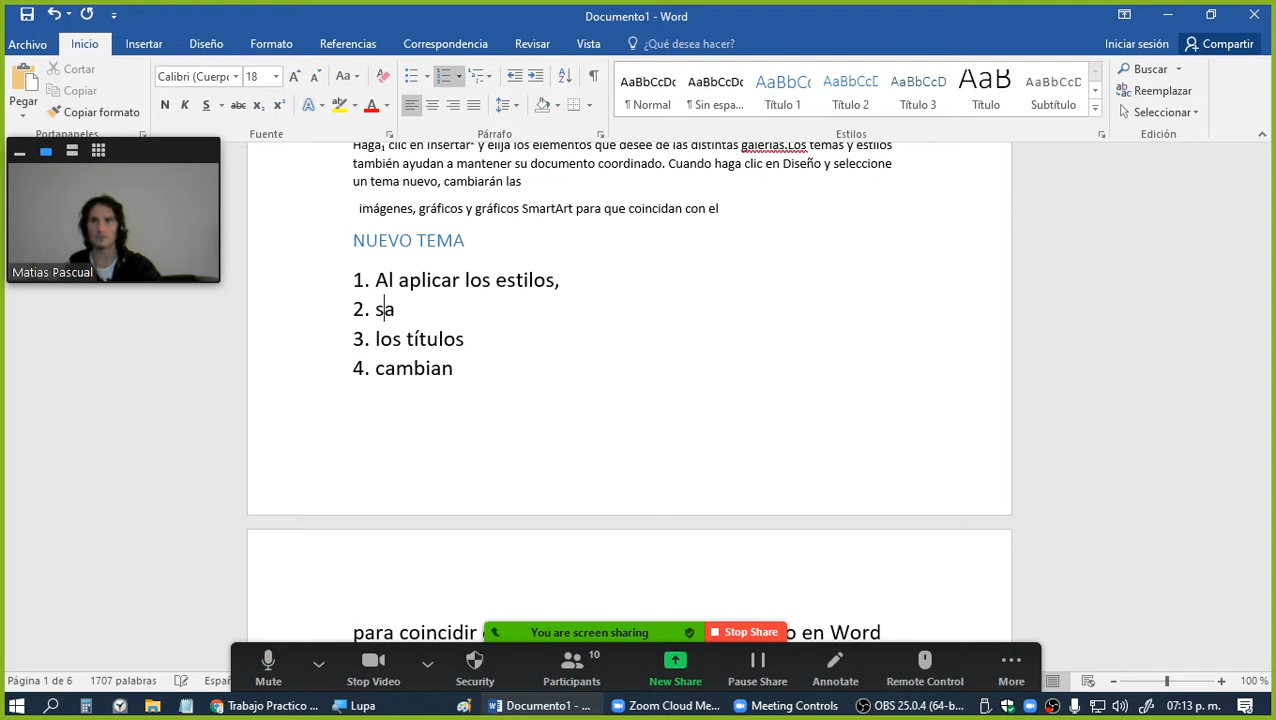 Documento1 - Word
Archivo Inicio Insertar Diseño Formato Referencias Correspondencia Revisar Vista ¿Qué desea hacer? Iniciar sesión Compartir
Pegar
Cortar
Copiar
Copiar formato
Portapapeles
Calibri (Cuerpo 18
Aa
N K S abc x₂ x² A A
Fuente
Párrafo
AaBbCcDc AaBbCcDc AaBbCc AaBbCcD AaBbCcD AaB AaBbCcD
¶ Normal ¶ Sin espa... Título 1 Título 2 Título 3 Título Subtítulo
Estilos
Buscar
Reemplazar
Seleccionar
Edición
Matias Pascual
Haga₁ clic en Insertar² y elija los elementos que desee de las distintas galerías.Los temas y estilos
también ayudan a mantener su documento coordinado. Cuando haga clic en Diseño y seleccione
un tema nuevo, cambiarán las
imágenes, gráficos y gráficos SmartArt para que coincidan con el
NUEVO TEMA
1. Al aplicar los estilos,
2. sa
3. los títulos
4. cambian
para coincidir
o en Word
You are screen sharing Stop Share
10
Mute Stop Video Security Participants New Share Pause Share Annotate Remote Control More
Página 1 de 6 1707 palabras Españ
100 %
Trabajo Practico ... Lupa Documento1 - ... Zoom Cloud Me... Meeting Controls OBS 25.0.4 (64-b... 07:13 p. m.